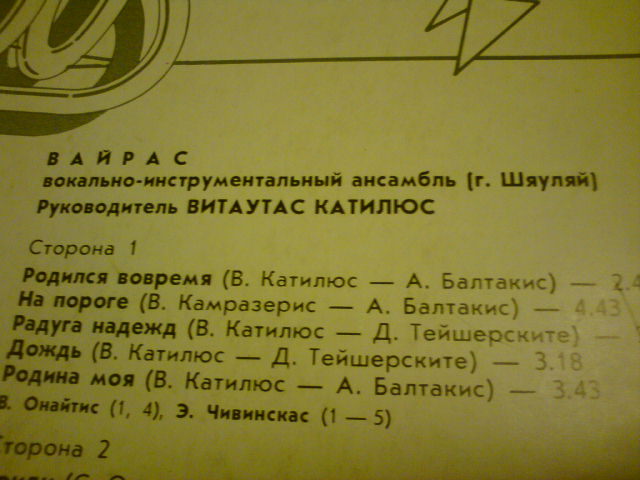 ВАЙРАС
вокально-инструментальный ансамбль (г. Шяуляй)
Руководитель ВИТАУТАС КАТИЛЮС
Сторона 1
Родился вовремя (В. Катилюс — А. Балтакис) — 2.4
На пороге (В. Камразерис — А. Балтакис) — 4.43
Радуга надежд (В. Катилюс — Д. Тейшерските) —
Дождь (В. Катилюс — Д. Тейшерските) — 3.18
Родина моя (В. Катилюс — А. Балтакис) — 3.43
В. Онайтис (1, 4), Э. Чивинскас (1 — 5)
Сторона 2